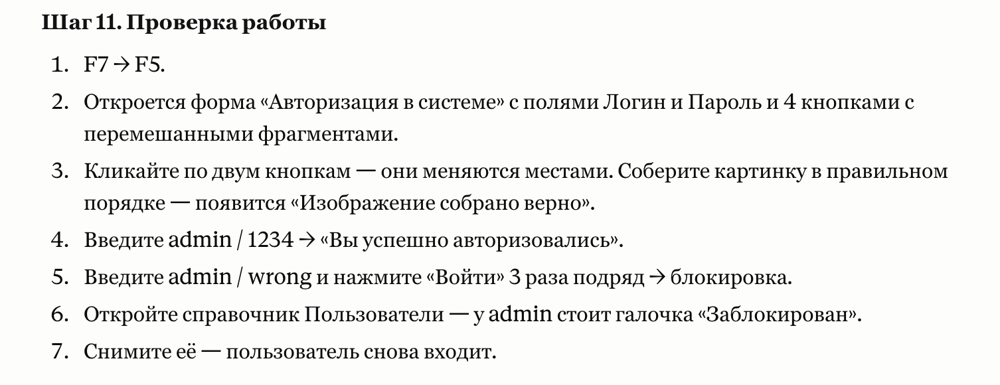 Шаг 11. Проверка работы
1. F7 → F5.
2. Откроется форма «Авторизация в системе» с полями Логин и Пароль и 4 кнопками с
перемешанными фрагментами.
3. Кликайте по двум кнопкам — они меняются местами. Соберите картинку в правильном
порядке — появится «Изображение собрано верно».
4. Введите admin / 1234 → «Вы успешно авторизовались».
5. Введите admin / wrong и нажмите «Войти» 3 раза подряд → блокировка.
6. Откройте справочник Пользователи — у admin стоит галочка «Заблокирован».
7. Снимите её — пользователь снова входит.